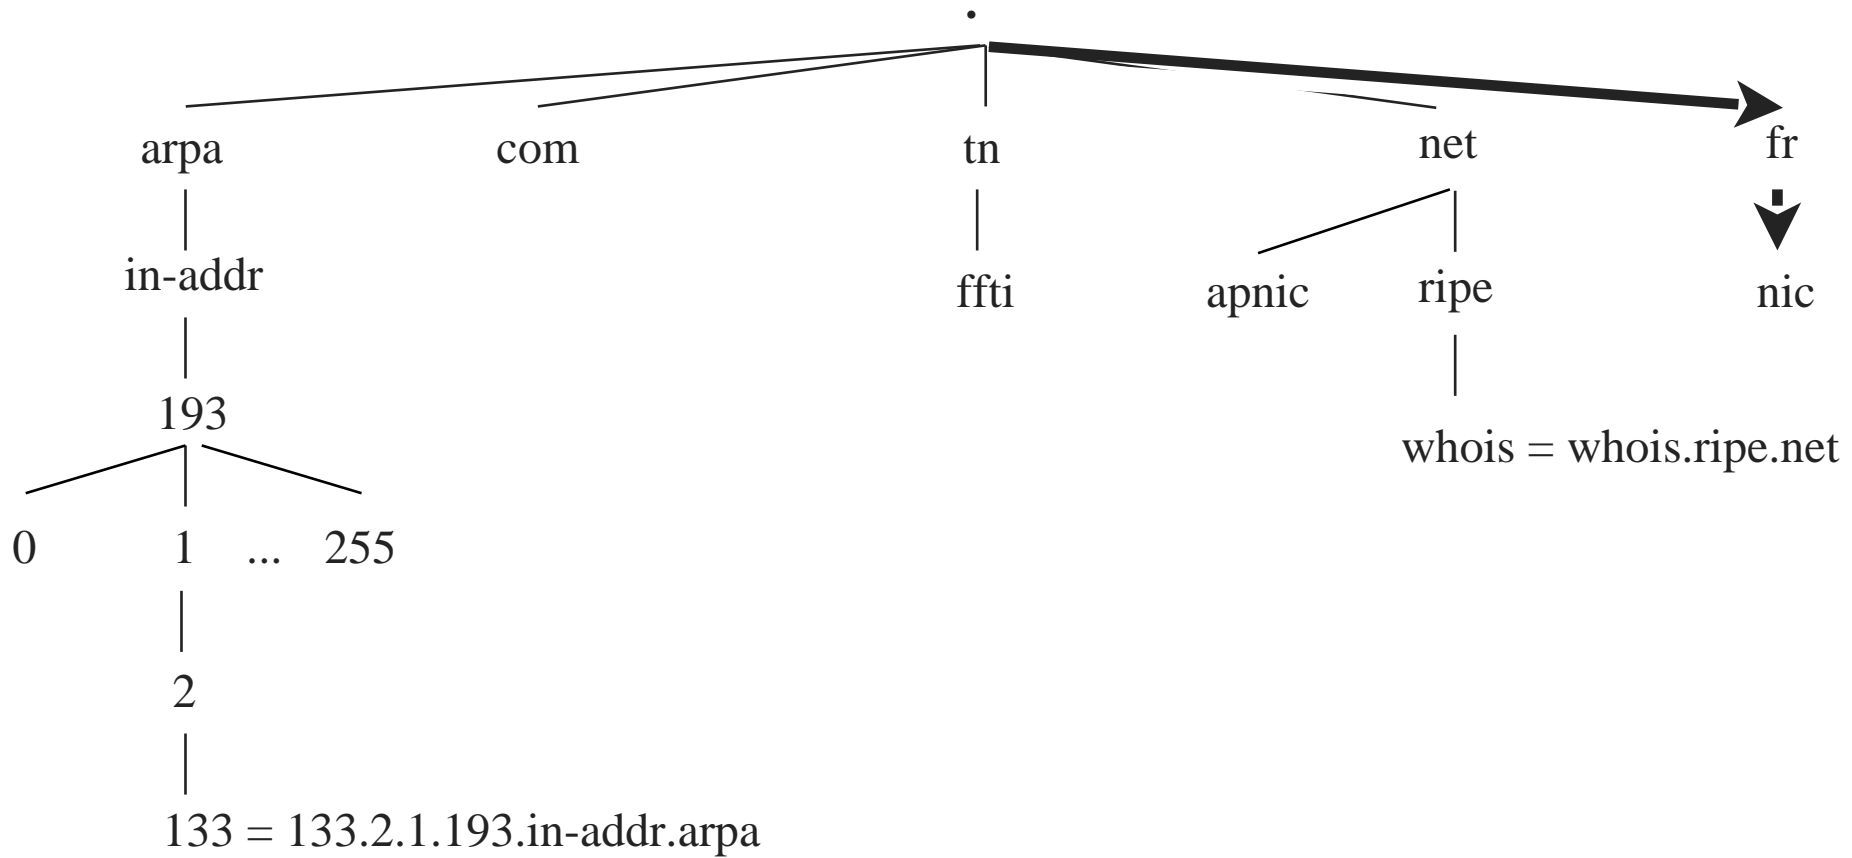 .
arpa com tn net fr
in-addr ffti apnic ripe nic
193
whois = whois.ripe.net
0 1 ... 255
2
133 = 133.2.1.193.in-addr.arpa